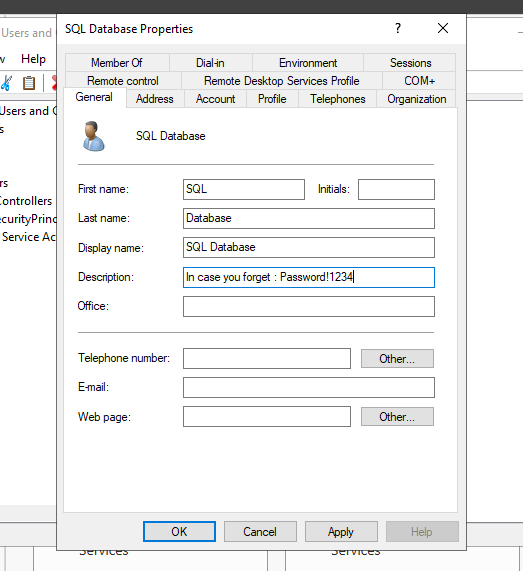 Users and
SQL Database Properties
?
w Help
Member Of Dial-in Environment Sessions
Remote control Remote Desktop Services Profile COM+
General Address Account Profile Telephones Organization
Users and C
s
rs
Controllers
ecurityPrinc
Service Acc
SQL Database
First name: SQL Initials:
Last name: Database
Display name: SQL Database
Description: In case you forget : Password!1234
Office:
Telephone number: Other...
E-mail:
Web page: Other...
OK Cancel Apply Help
Services Services